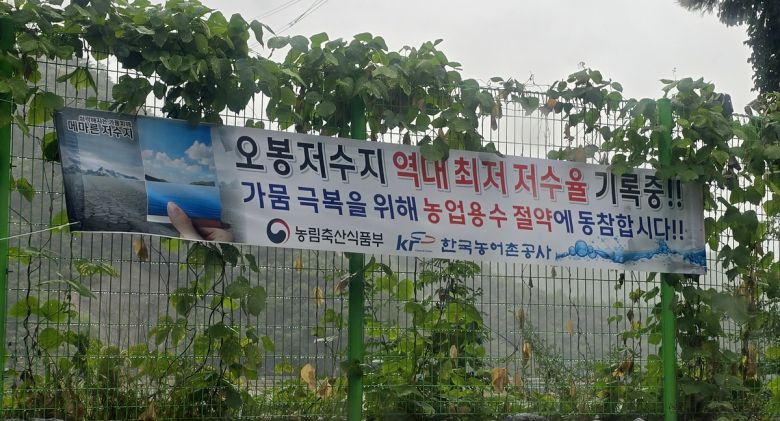 메마른 저수지
오봉저수지 역대 최저 저수율 기록중!!
가뭄 극복을 위해 농업용수 절약에 동참합시다!!
농림축산식품부
KR 한국농어촌공사